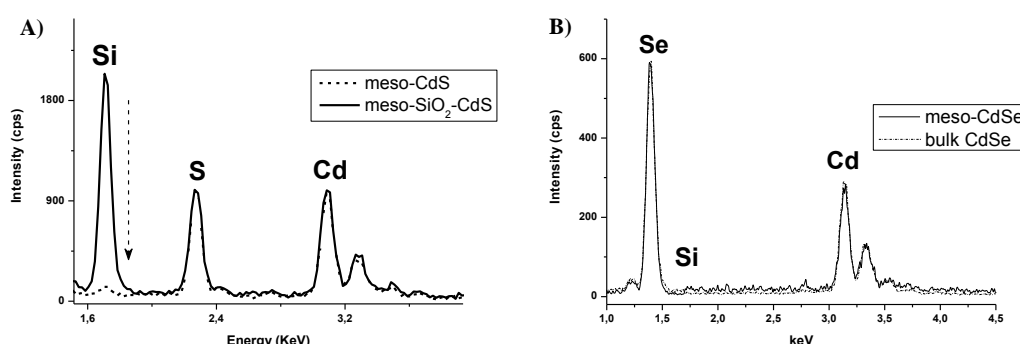 A)
Si
S
Cd
meso-CdS
meso-SiO2-CdS
Intensity (cps)
1800
900
0
1,6
2,4
3,2
Energy (KeV)
B)
Se
Si
Cd
meso-CdSe
bulk CdSe
Intensity (cps)
600
400
200
0
1,0
1,5
2,0
2,5
3,0
3,5
4,0
4,5
keV